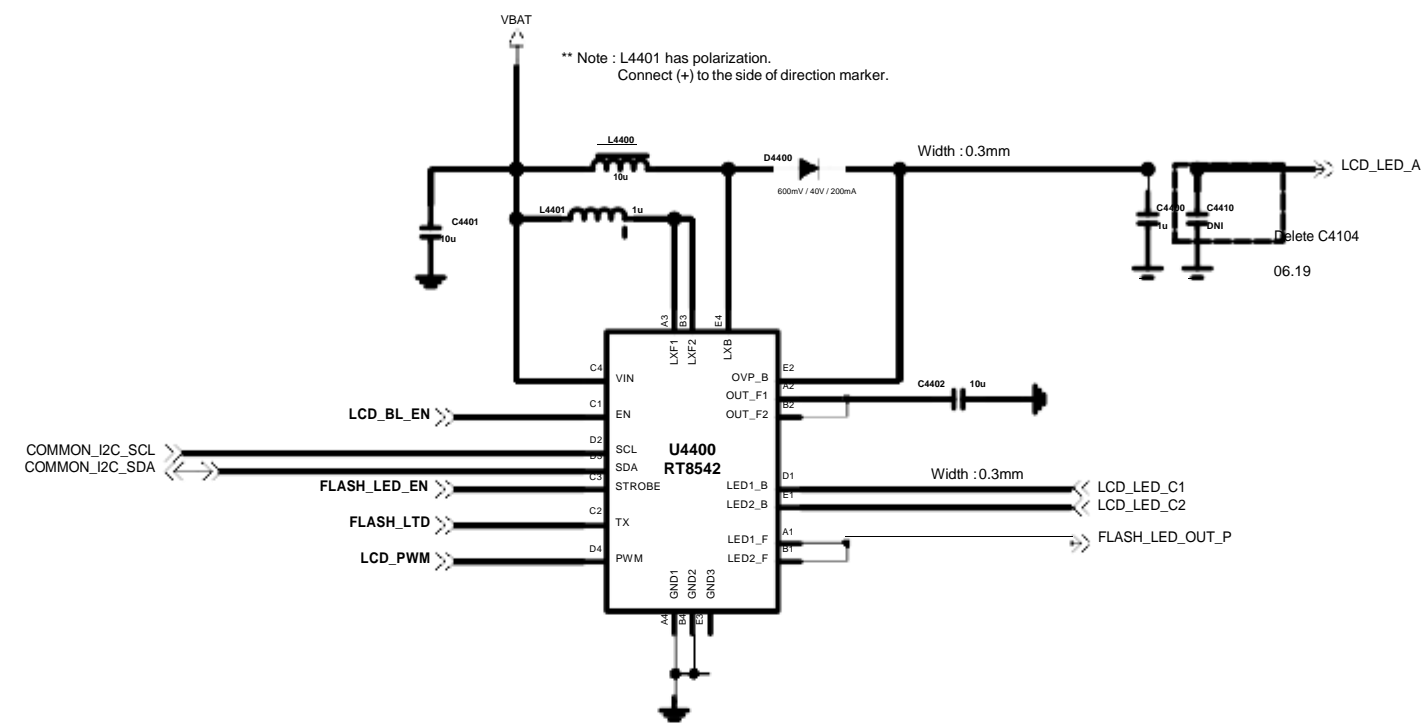 VBAT
** Note : L4401 has polarization.
Connect (+) to the side of direction marker.
L4400
10u
D4400
600mV / 40V / 200mA
Width : 0.3mm
LCD_LED_A
C4401
10u
L4401
1u
C4400
1u
C4410
DNI
Delete C4104
06.19
A3
B3
E4
LXF1
LXF2
LXB
C4
VIN
OVP_B
E2
A2
C4402
10u
OUT_F1
B2
OUT_F2
LCD_BL_EN
C1
EN
COMMON_I2C_SCL
D2
SCL
COMMON_I2C_SDA
D3
SDA
U4400
RT8542
FLASH_LED_EN
C3
STROBE
Width : 0.3mm
D1
LED1_B
LCD_LED_C1
E1
LED2_B
LCD_LED_C2
FLASH_LTD
C2
TX
A1
LED1_F
FLASH_LED_OUT_P
B1
LED2_F
LCD_PWM
D4
PWM
GND1
GND2
GND3
A4
B4
E3